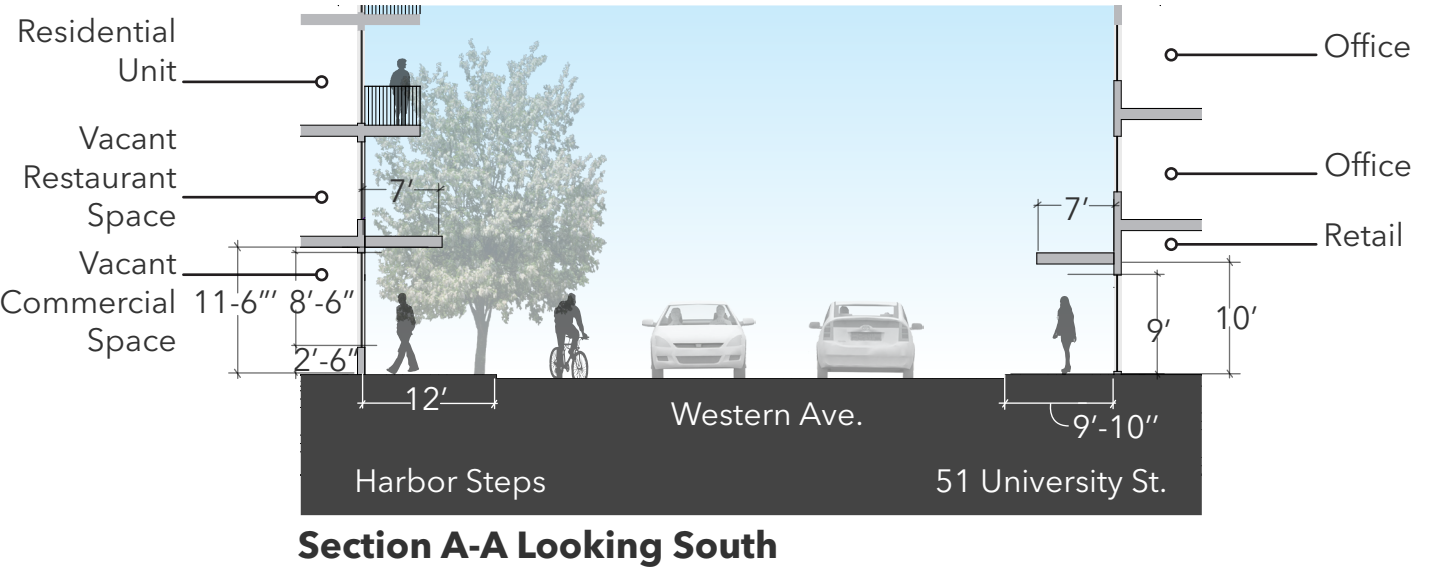 Residential
Unit
Vacant
Restaurant
Space
Vacant
Commercial
Space
11-6”’
8’-6”
2’-6”
7’
12’
Western Ave.
Harbor Steps
51 University St.
7’
9’
10’
9’-10’’
Office
Office
Retail
Section A-A Looking South